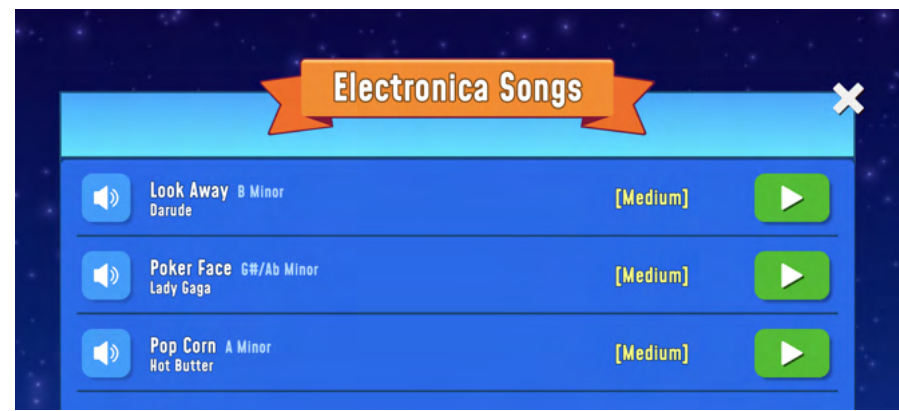 Electronica Songs
Look Away B Minor
Darude
[Medium]
Poker Face G#/Ab Minor
Lady Gaga
[Medium]
Pop Corn A Minor
Hot Butter
[Medium]